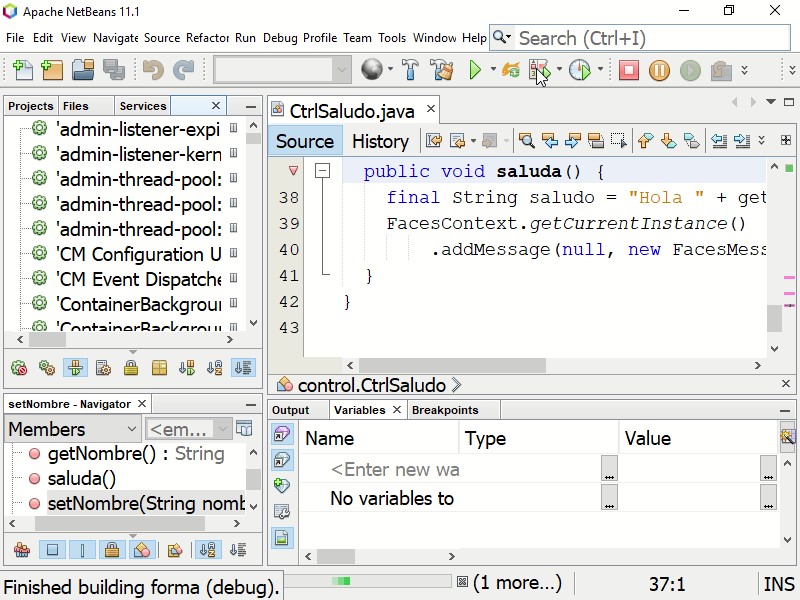 Apache NetBeans 11.1
File Edit View Navigate Source Refactor Run Debug Profile Team Tools Window Help
Search (Ctrl+I)
Projects Files Services
'admin-listener-expi
'admin-listener-kern
'admin-thread-pool:
'admin-thread-pool:
'admin-thread-pool:
'CM Configuration U
'CM Event Dispatche
'ContainerBackgrour
'ContainerBackgrour
setNombre - Navigator
Members
<em...
getNombre() : String
saluda()
setNombre(String nomb
CtrlSaludo.java
Source History
public void saluda() {
38 final String saludo = "Hola " + get
39 FacesContext.getCurrentInstance()
40 .addMessage(null, new FacesMess
41 }
42 }
43
control.CtrlSaludo
Output Variables Breakpoints
Name Type Value
<Enter new wa
...
...
No variables to
...
...
Finished building forma (debug).
(1 more...)
37:1
INS